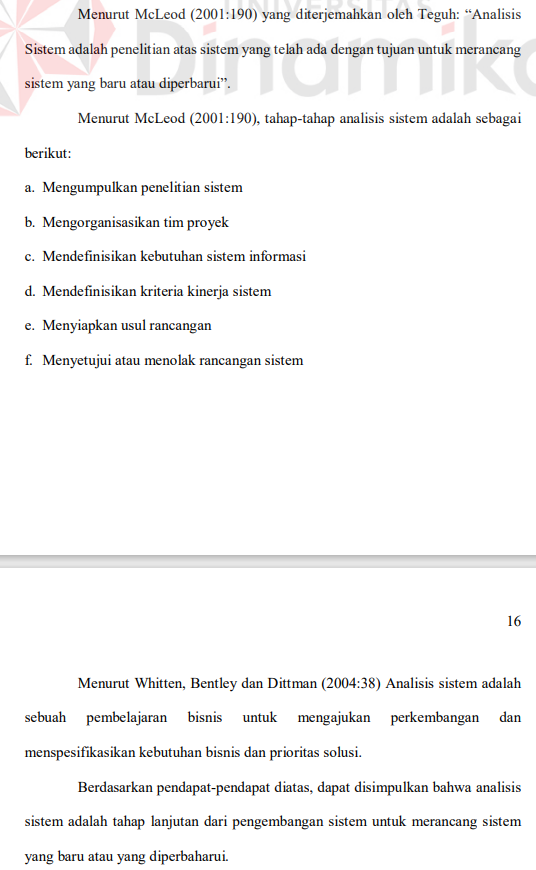 UNIVERSITAS
Dinamika
Menurut McLeod (2001:190) yang diterjemahkan oleh Teguh: “Analisis
Sistem adalah penelitian atas sistem yang telah ada dengan tujuan untuk merancang
sistem yang baru atau diperbarui”.
Menurut McLeod (2001:190), tahap-tahap analisis sistem adalah sebagai
berikut:
a. Mengumpulkan penelitian sistem
b. Mengorganisasikan tim proyek
c. Mendefinisikan kebutuhan sistem informasi
d. Mendefinisikan kriteria kinerja sistem
e. Menyiapkan usul rancangan
f. Menyetujui atau menolak rancangan sistem
16
Menurut Whitten, Bentley dan Dittman (2004:38) Analisis sistem adalah
sebuah pembelajaran bisnis untuk mengajukan perkembangan dan
menspesifikasikan kebutuhan bisnis dan prioritas solusi.
Berdasarkan pendapat-pendapat diatas, dapat disimpulkan bahwa analisis
sistem adalah tahap lanjutan dari pengembangan sistem untuk merancang sistem
yang baru atau yang diperbaharui.